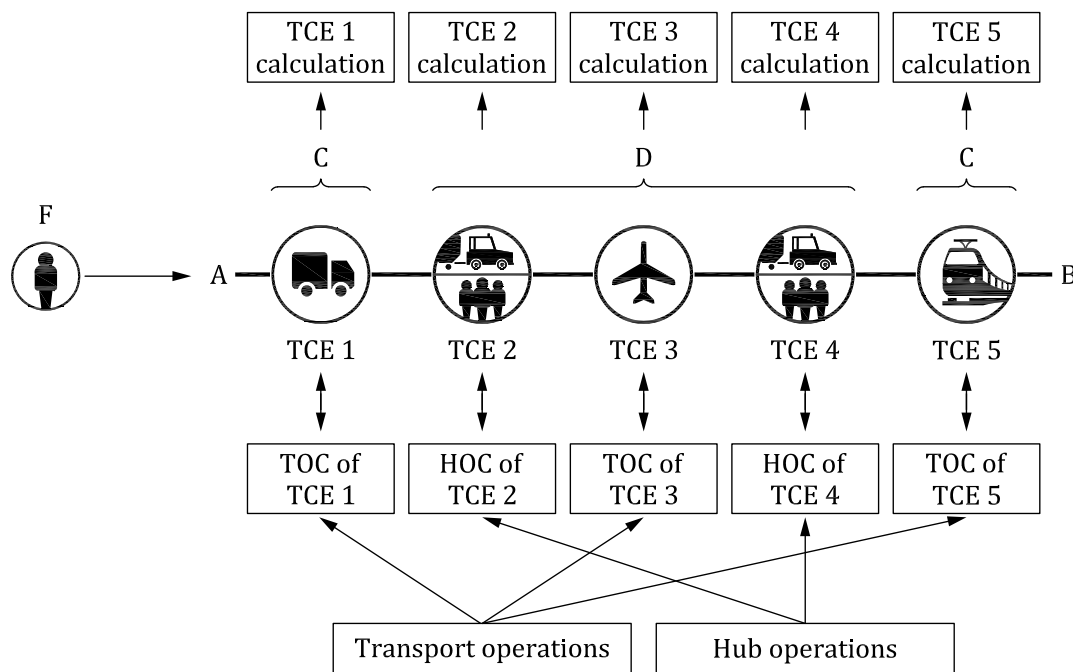 TCE 1
calculation
TCE 2
calculation
TCE 3
calculation
TCE 4
calculation
TCE 5
calculation
C
D
C
F
A
B
TCE 1
TCE 2
TCE 3
TCE 4
TCE 5
TOC of
TCE 1
HOC of
TCE 2
TOC of
TCE 3
HOC of
TCE 4
TOC of
TCE 5
Transport operations
Hub operations